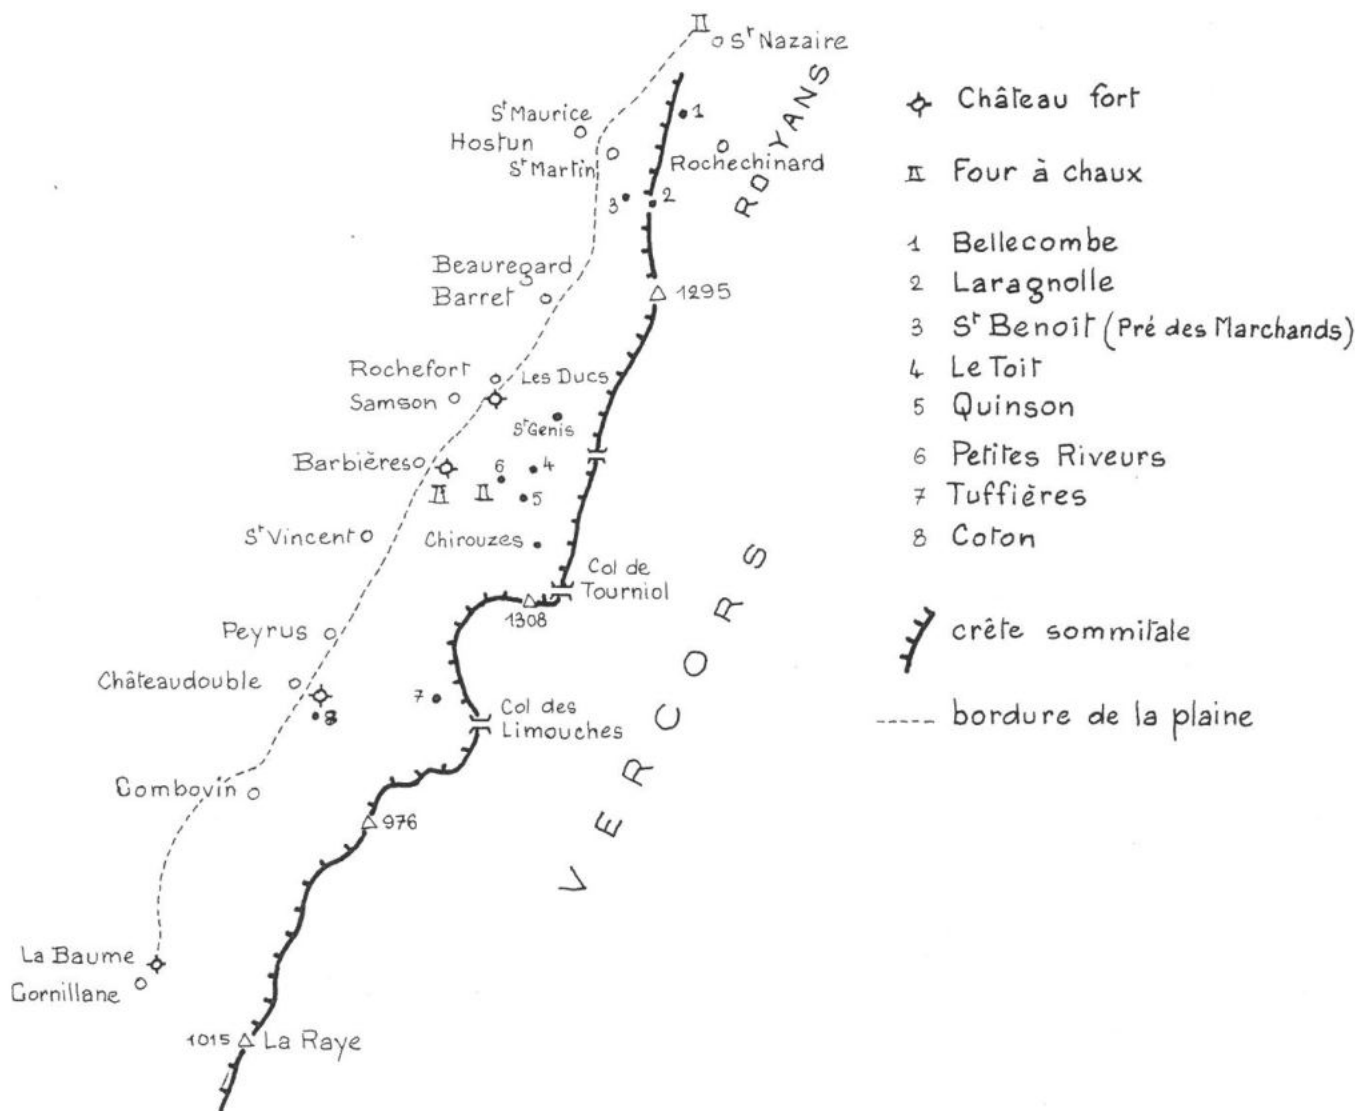 Sᵗ Nazaire
ROYANS
Sᵗ Maurice
Hostun
Sᵗ Martin
1
Rochechinard
3
2
Beauregard
Barret
1295
Rochefort
Samson
Les Ducs
Sᵗ Genis
Barbières
6
4
5
Sᵗ Vincent
Chirouzes
Col de
Tourniol
1308
Peyrus
Châteaudouble
7
8
Col des
Limouches
VERCORS
Combovin
976
La Baume
Cornillane
1015
La Raye
Château fort
Four à chaux
1 Bellecombe
2 Laragnolle
3 Sᵗ Benoît (Pré des Marchands)
4 Le Toit
5 Quinson
6 Petites Riveurs
7 Tuffières
8 Coton
crête sommitale
bordure de la plaine